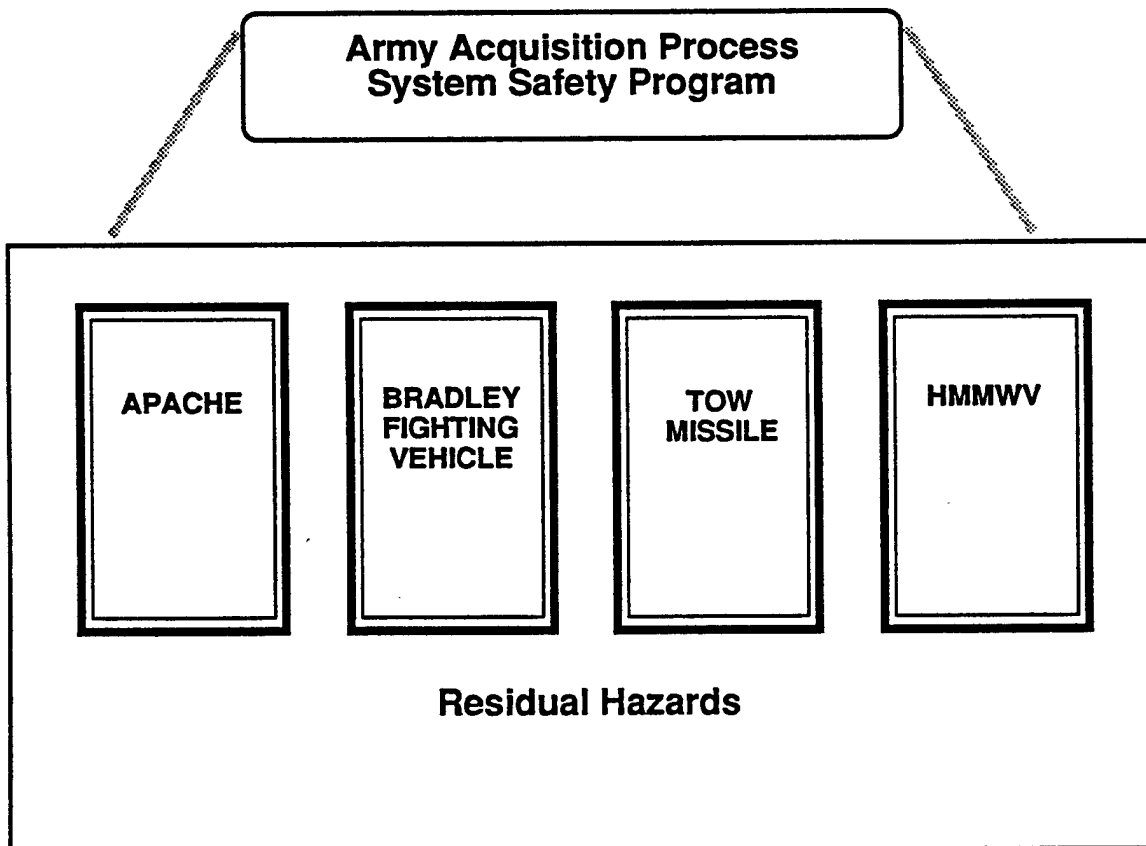 Army Acquisition Process
System Safety Program
APACHE
BRADLEY
FIGHTING
VEHICLE
TOW
MISSILE
HMMWV
Residual Hazards